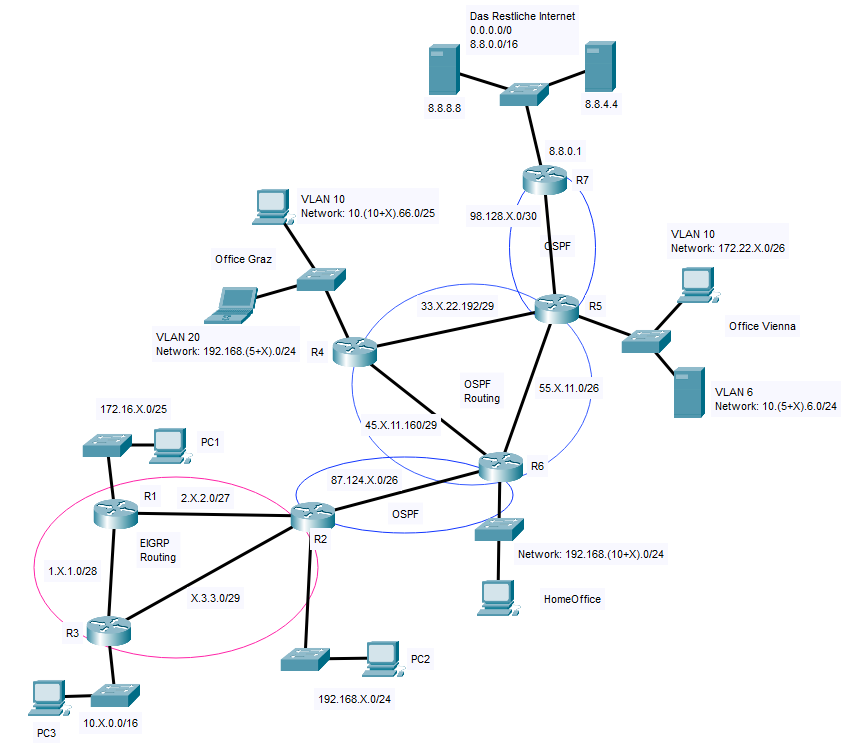 Das Restliche Internet
0.0.0.0/0
8.8.0.0/16
8.8.8.8
8.8.4.4
8.8.0.1
R7
98.128.X.0/30
OSPF
VLAN 10
Network: 10.(10+X).66.0/25
Office Graz
VLAN 20
Network: 192.168.(5+X).0/24
R4
33.X.22.192/29
R5
VLAN 10
Network: 172.22.X.0/26
Office Vienna
VLAN 6
Network: 10.(5+X).6.0/24
OSPF
Routing
55.X.11.0/26
45.X.11.160/29
R6
172.16.X.0/25
PC1
R1
2.X.2.0/27
87.124.X.0/26
OSPF
R2
EIGRP
Routing
1.X.1.0/28
X.3.3.0/29
R3
Network: 192.168.(10+X).0/24
HomeOffice
PC2
192.168.X.0/24
PC3
10.X.0.0/16